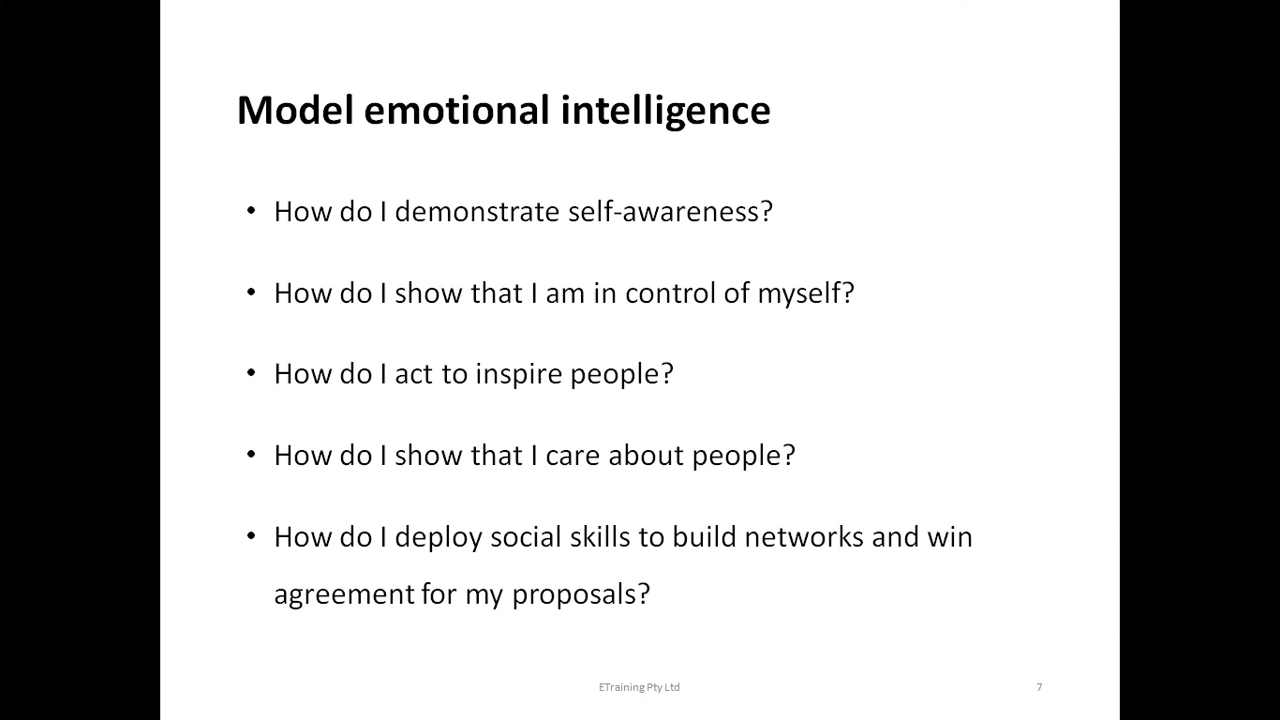 Model emotional intelligence
• How do I demonstrate self-awareness?
• How do I show that I am in control of myself?
• How do I act to inspire people?
• How do I show that I care about people?
• How do I deploy social skills to build networks and win
agreement for my proposals?
ETraining Pty Ltd
7